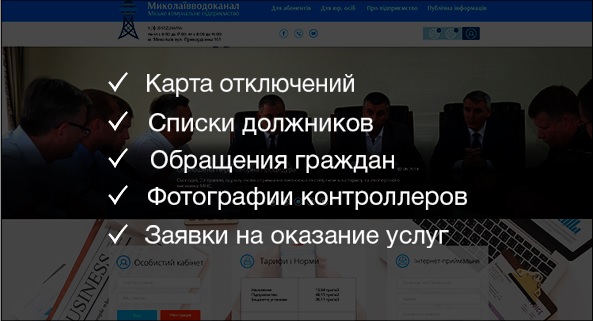 Миколаївводоканал
Міське комунальне підприємство
Для абонентів
Для юр. осіб
Про підприємство
Публічна інформація
✓ Карта отключений
✓ Списки должников
✓ Обращения граждан
✓ Фотографии контроллеров
✓ Заявки на оказание услуг
BUSINESS
Особистий кабінет
Тарифи і Норми
Інтернет-приймальня